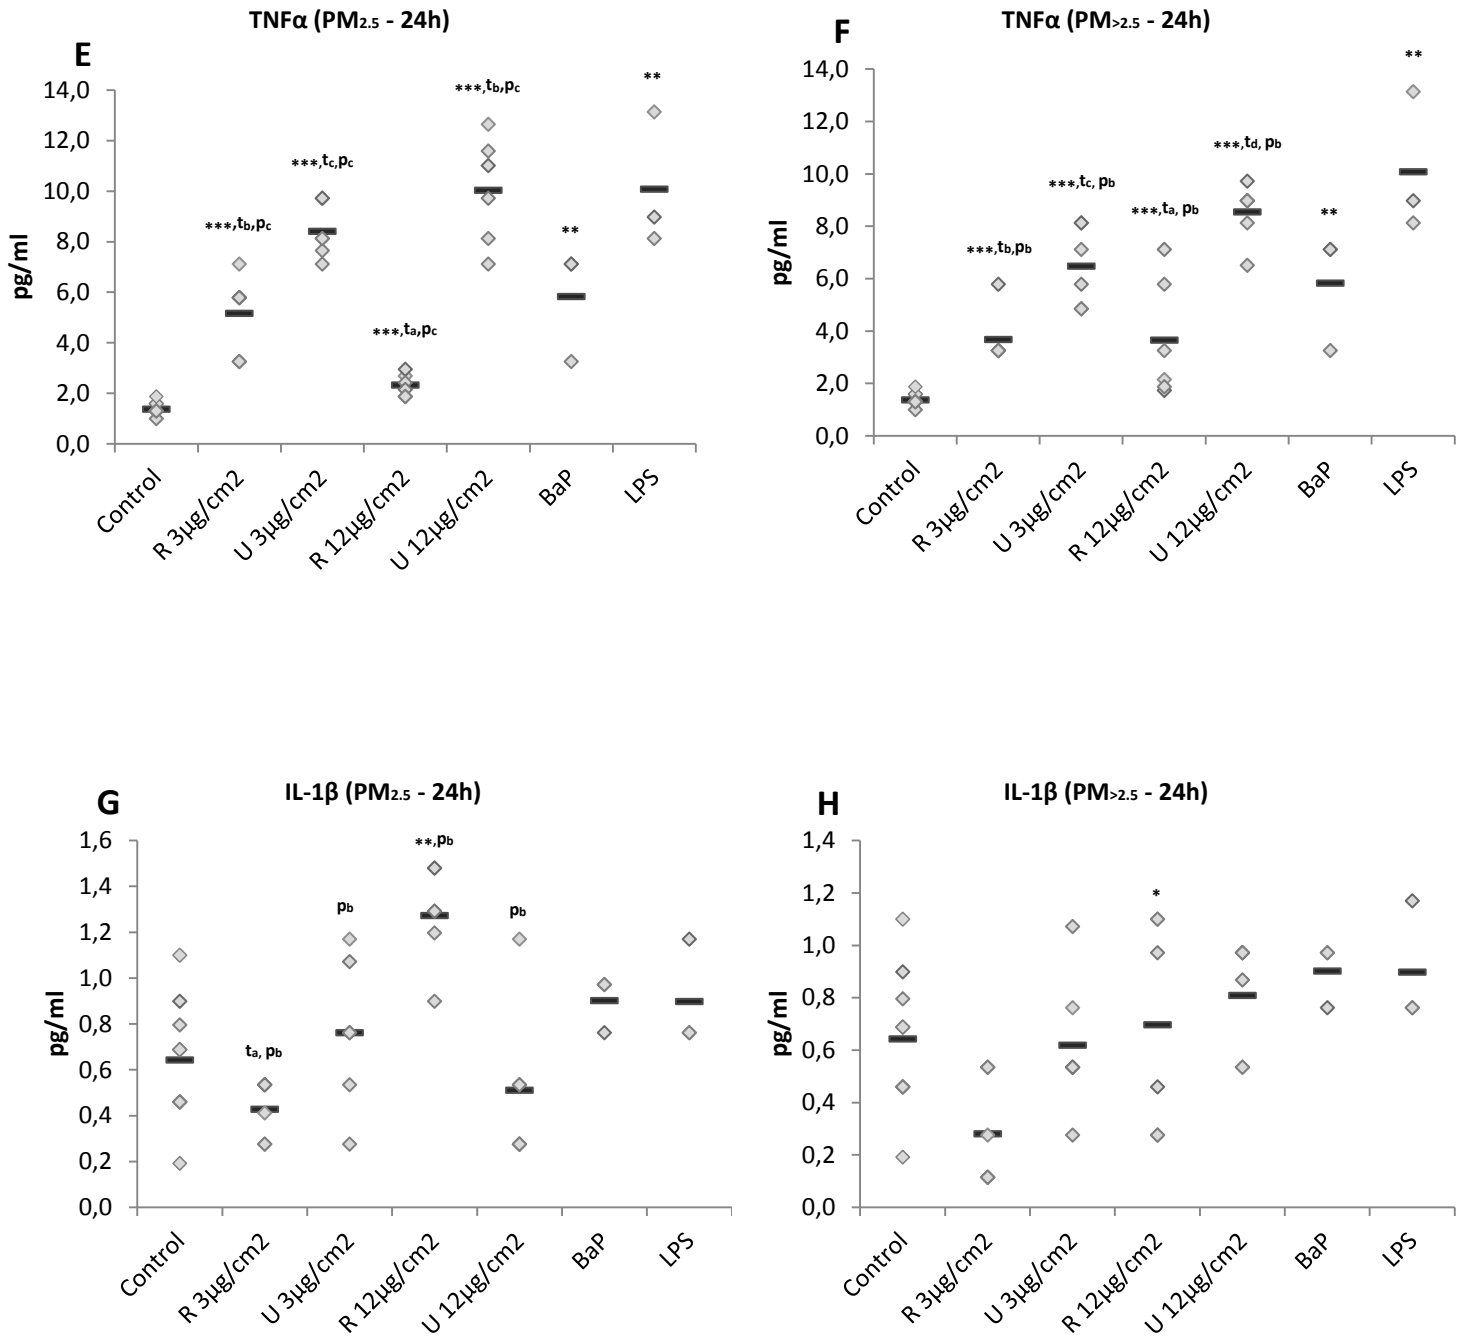 TNFα (PM2.5 - 24h)
E
14,0
12,0
10,0
8,0
6,0
4,0
2,0
0,0
pg/ml
***,tb,pc
***,tc,pc
***,ta,pc
***,tb,pc
**
**
Control
R 3µg/cm2
U 3µg/cm2
R 12µg/cm2
U 12µg/cm2
BaP
LPS
TNFα (PM>2.5 - 24h)
F
14,0
12,0
10,0
8,0
6,0
4,0
2,0
0,0
pg/ml
***,tb,pb
***,tc, pb
***,ta, pb
***,td, pb
**
**
Control
R 3µg/cm2
U 3µg/cm2
R 12µg/cm2
U 12µg/cm2
BaP
LPS
IL-1β (PM2.5 - 24h)
G
1,6
1,4
1,2
1,0
0,8
0,6
0,4
0,2
0,0
pg/ml
ta, pb
pb
**,pb
pb
Control
R 3µg/cm2
U 3µg/cm2
R 12µg/cm2
U 12µg/cm2
BaP
LPS
IL-1β (PM>2.5 - 24h)
H
1,4
1,2
1,0
0,8
0,6
0,4
0,2
0,0
pg/ml
*
Control
R 3µg/cm2
U 3µg/cm2
R 12µg/cm2
U 12µg/cm2
BaP
LPS